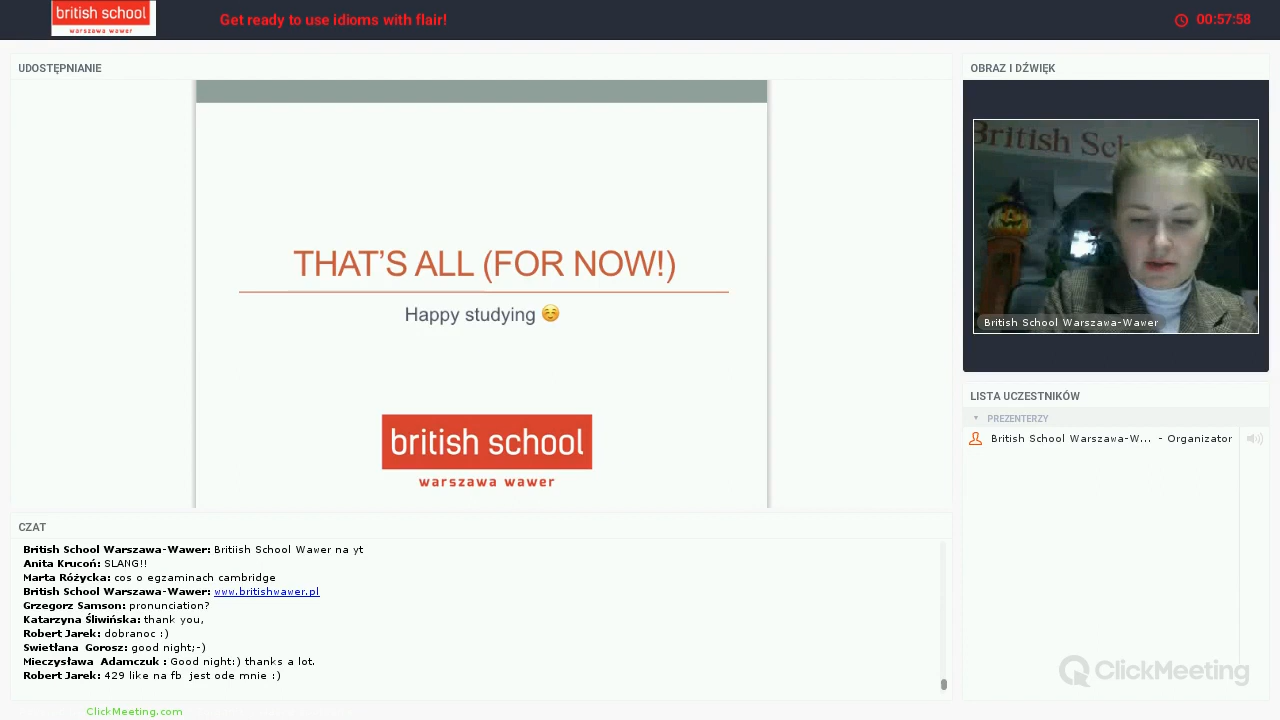 british school
warszawa wawer
Get ready to use idioms with flair!
00:57:58
UDOSTĘPNIANIE
OBRAZ I DŹWIĘK
THAT'S ALL (FOR NOW!)
Happy studying ☺️
british school
warszawa wawer
British School Wawer
British School Warszawa-Wawer
LISTA UCZESTNIKÓW
PREZENTERZY
British School Warszawa-W... - Organizator
CZAT
British School Warszawa-Wawer: Britiish School Wawer na yt
Anita Krucoń: SLANG!!
Marta Różycka: cos o egzaminach cambridge
British School Warszawa-Wawer: www.britishwawer.pl
Grzegorz Samson: pronunciation?
Katarzyna Śliwińska: thank you,
Robert Jarek: dobranoc :)
Swietłana Gorosz: good night;-)
Mieczysława Adamczuk : Good night:) thanks a lot.
Robert Jarek: 429 like na fb jest ode mnie :)
ClickMeeting
ClickMeeting.com